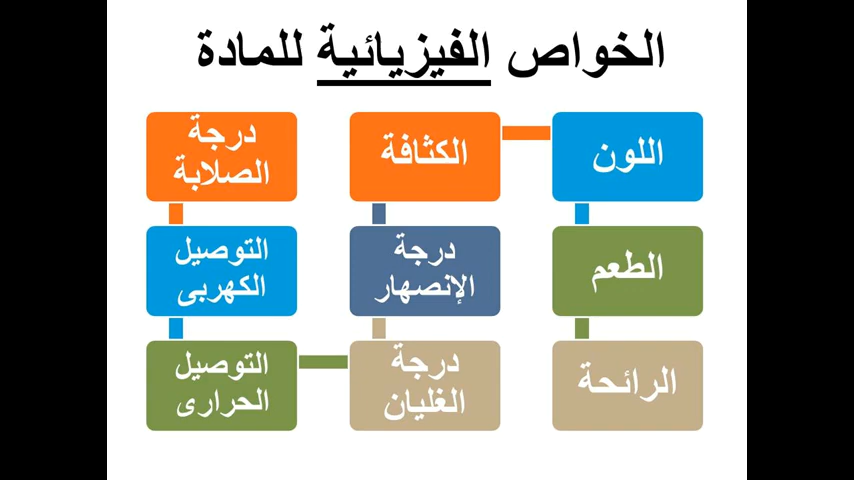 الخواص الفيزيائية للمادة
اللون
الطعم
الرائحة
الكثافة
درجة
الإنصهار
درجة
الغليان
درجة
الصلابة
التوصيل
الكهربى
التوصيل
الحرارى